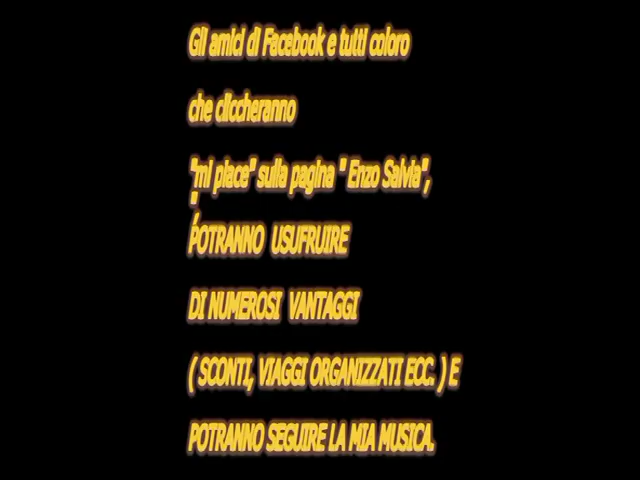 Gli amici di Facebook e tutti coloro
che cliccheranno
"mi piace" sulla pagina " Enzo Salvia",
",
POTRANNO USUFRUIRE
DI NUMEROSI VANTAGGI
( SCONTI, VIAGGI ORGANIZZATI ECC. ) E
POTRANNO SEGUIRE LA MIA MUSICA.